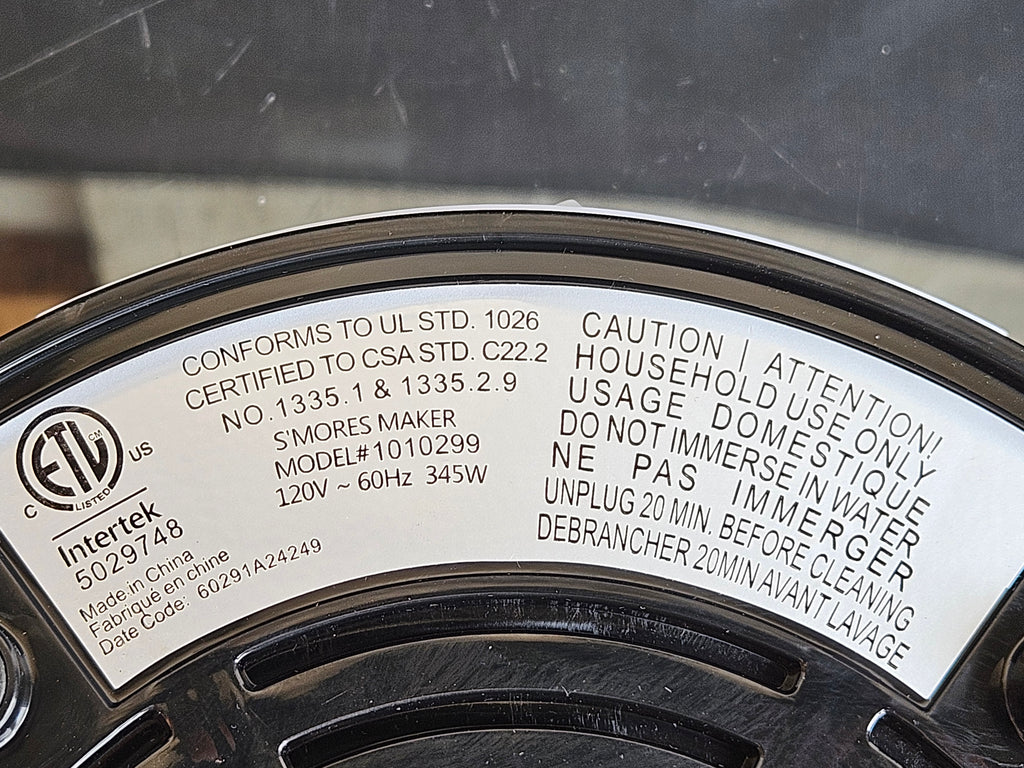 CONFORMS TO UL STD. 1026
CERTIFIED TO CSA STD. C22.2
NO.1335.1 & 1335.2.9
S'MORES MAKER
MODEL#1010299
120V ~ 60Hz 345W
ETL CM
LISTED
C US
Intertek
5029748
Made in China
Fabriqué en chine
Date Code: 60291A24249
CAUTION | ATTENTION!
HOUSEHOLD USE ONLY
USAGE DOMESTIQUE
DO NOT IMMERSE IN WATER
NE PAS IMMERGER
UNPLUG 20 MIN. BEFORE CLEANING
DEBRANCHER 20MIN AVANT LAVAGE